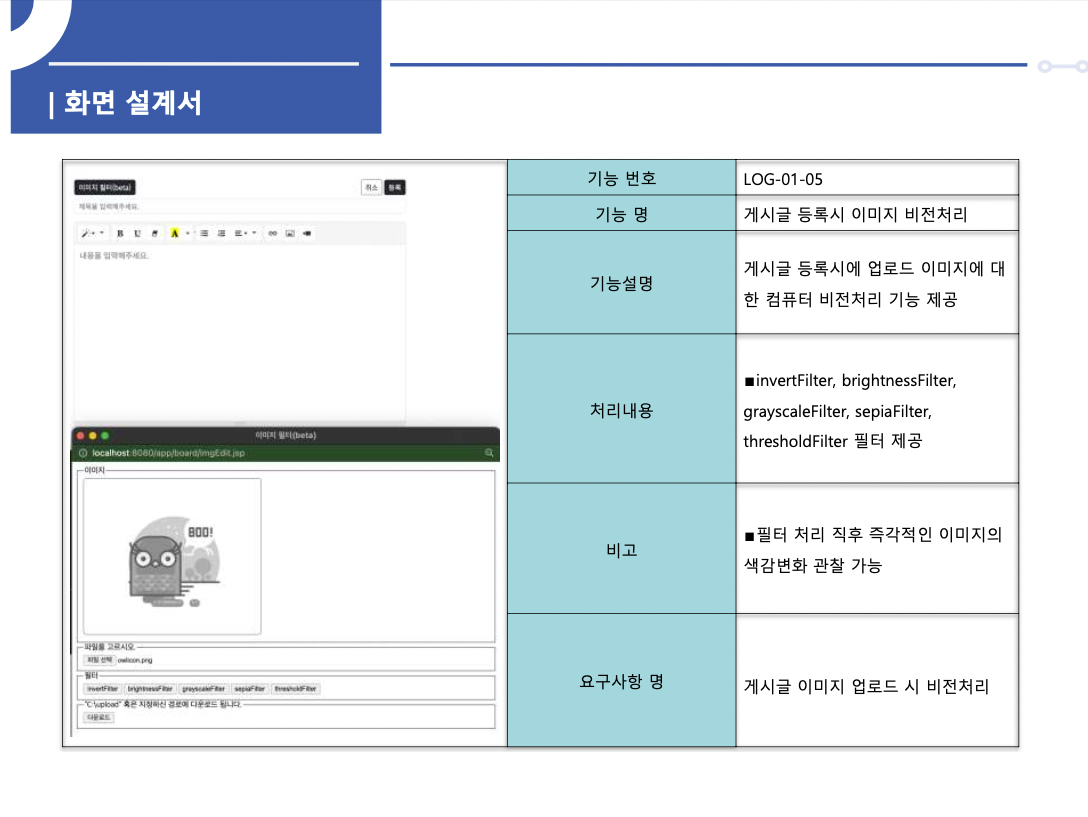 | 화면 설계서
이미지 필터(beta)
취소 등록
제목을 입력해주세요.
B U A
내용을 입력해주세요.
이미지 필터(beta)
localhost:8080/app/board/imgEdit.jsp
이미지
BOO!
파일을 고르시오.
파일 선택 owlicon.png
필터
invertFilter brightnessFilter grayscaleFilter sepiaFilter thresholdFilter
"C:\upload" 혹은 지정하신 경로에 다운로드 됩니다.
다운로드
기능 번호 LOG-01-05
기능 명 게시글 등록시 이미지 비전처리
기능설명 게시글 등록시에 업로드 이미지에 대
한 컴퓨터 비전처리 기능 제공
처리내용 ■invertFilter, brightnessFilter,
grayscaleFilter, sepiaFilter,
thresholdFilter 필터 제공
비고 ■필터 처리 직후 즉각적인 이미지의
색감변화 관찰 가능
요구사항 명 게시글 이미지 업로드 시 비전처리